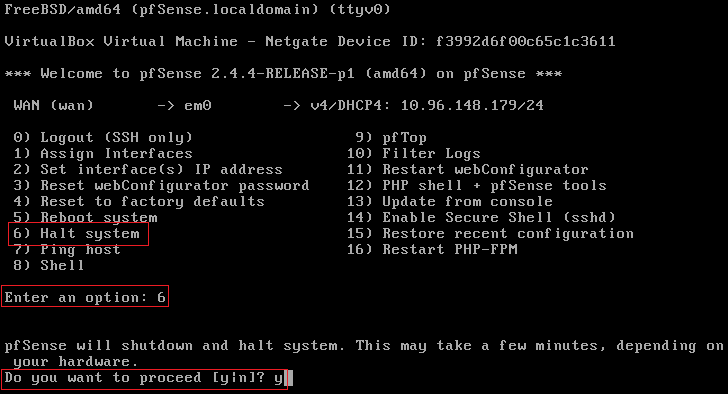 FreeBSD/amd64 (pfSense.localdomain) (ttyv0)
VirtualBox Virtual Machine - Netgate Device ID: f3992d6f00c65c1c3611
*** Welcome to pfSense 2.4.4-RELEASE-p1 (amd64) on pfSense ***
WAN (wan) -> em0 -> v4/DHCP4: 10.96.148.179/24
0) Logout (SSH only) 9) pfTop
1) Assign Interfaces 10) Filter Logs
2) Set interface(s) IP address 11) Restart webConfigurator
3) Reset webConfigurator password 12) PHP shell + pfSense tools
4) Reset to factory defaults 13) Update from console
5) Reboot system 14) Enable Secure Shell (sshd)
6) Halt system 15) Restore recent configuration
7) Ping host 16) Restart PHP-FPM
8) Shell
Enter an option: 6
pfSense will shutdown and halt system. This may take a few minutes, depending on
your hardware.
Do you want to proceed [y|n]? y